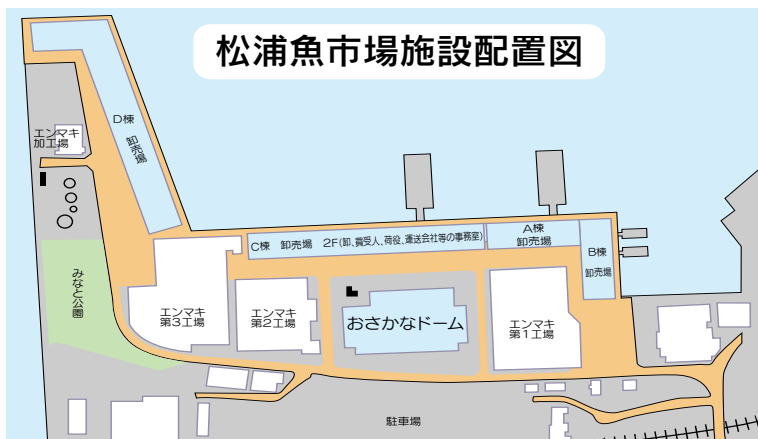 松浦魚市場施設配置図
D棟
卸売場
エンマキ
加工場
A棟
卸売場
C棟 卸売場 2F(卸、買受人、荷役、運送会社等の事務室)
B棟
卸売場
みなと公園
エンマキ
第3工場
エンマキ
第2工場
おさかなドーム
エンマキ
第1工場
駐車場